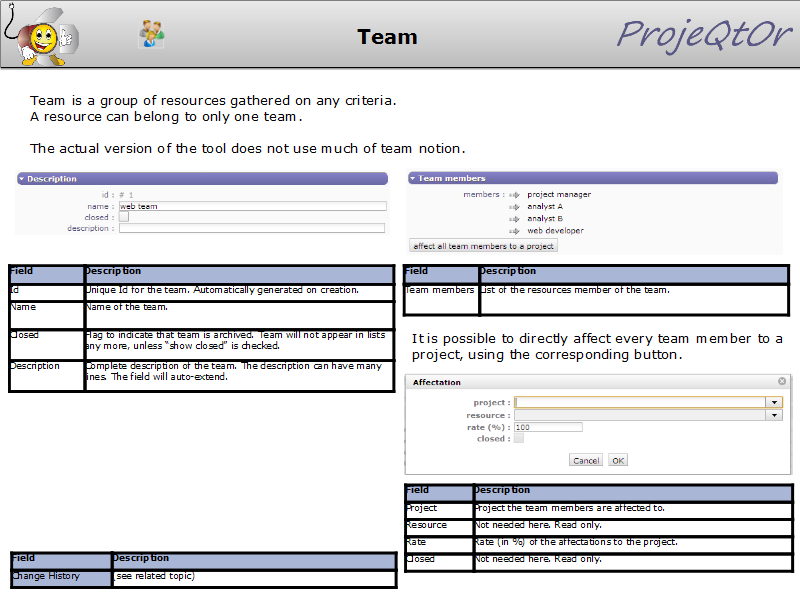 Team
ProjeQtOr
Team is a group of resources gathered on any criteria.
A resource can belong to only one team.
The actual version of the tool does not use much of team notion.
Description
id : # 1
name : web team
closed :
description :
Field Description
Id Unique Id for the team. Automatically generated on creation.
Name Name of the team.
Closed Flag to indicate that team is archived. Team will not appear in lists
any more, unless “show closed” is checked.
Description Complete description of the team. The description can have many
lines. The field will auto-extend.
Field Description
Change History (see related topic)
Team members
members : project manager
analyst A
analyst B
web developer
affect all team members to a project
Field Description
Team members List of the resources member of the team.
It is possible to directly affect every team member to a
project, using the corresponding button.
Affectation
project :
resource :
rate (%) : 100
closed :
Cancel OK
Field Description
Project Project the team members are affected to.
Resource Not needed here. Read only.
Rate Rate (in %) of the affectations to the project.
Closed Not needed here. Read only.